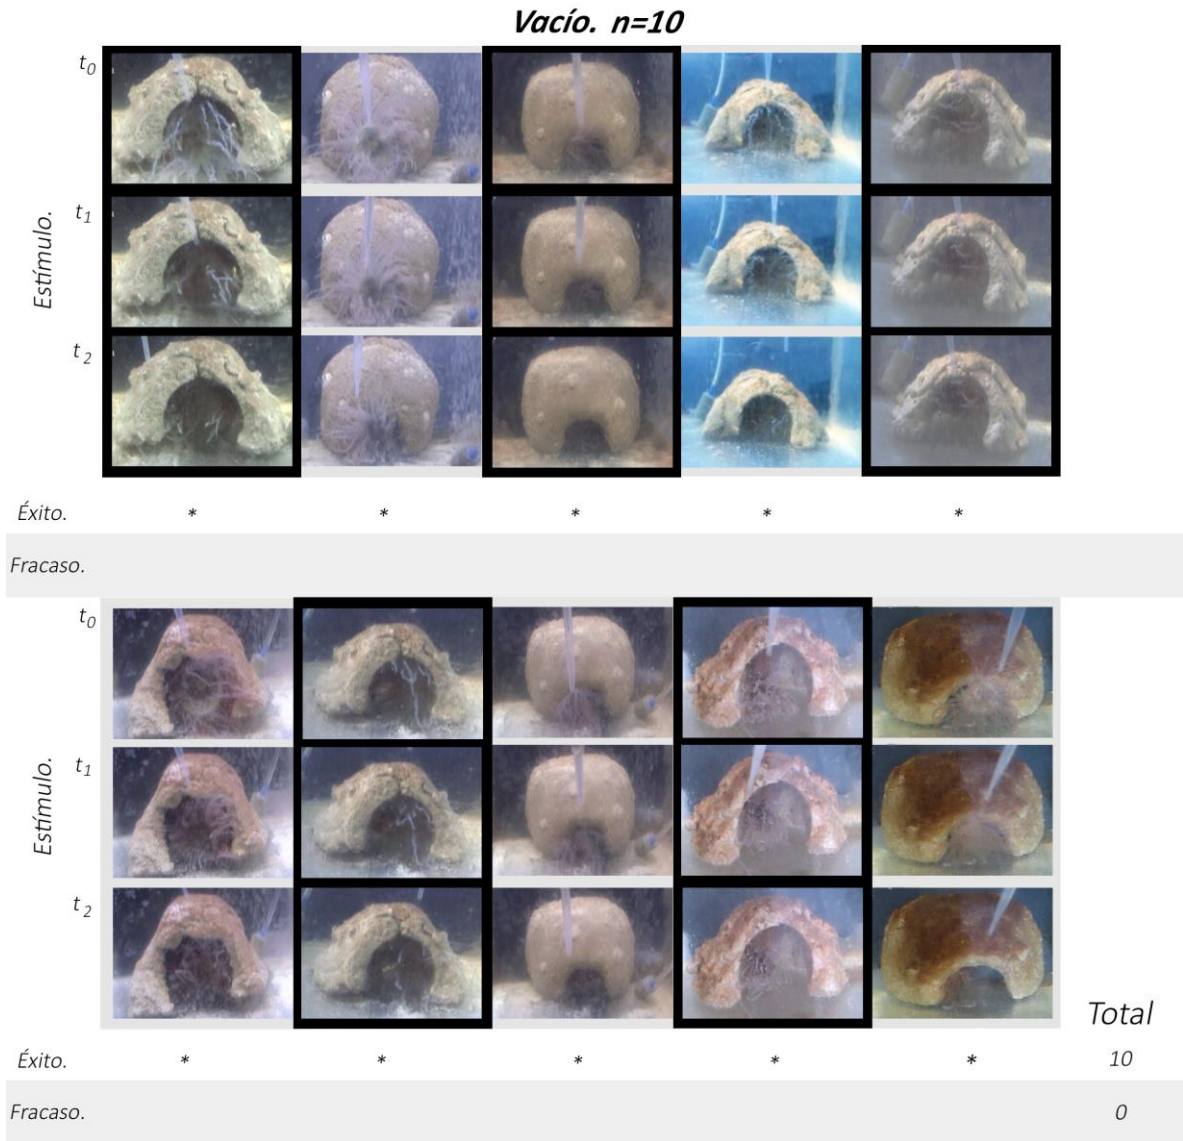 Vacío. n=10
t0
t1
Estímulo.
t2
Éxito. * * * * *
Fracaso.
t0
t1
Estímulo.
t2
Total
Éxito. * * * * * 10
Fracaso. 0